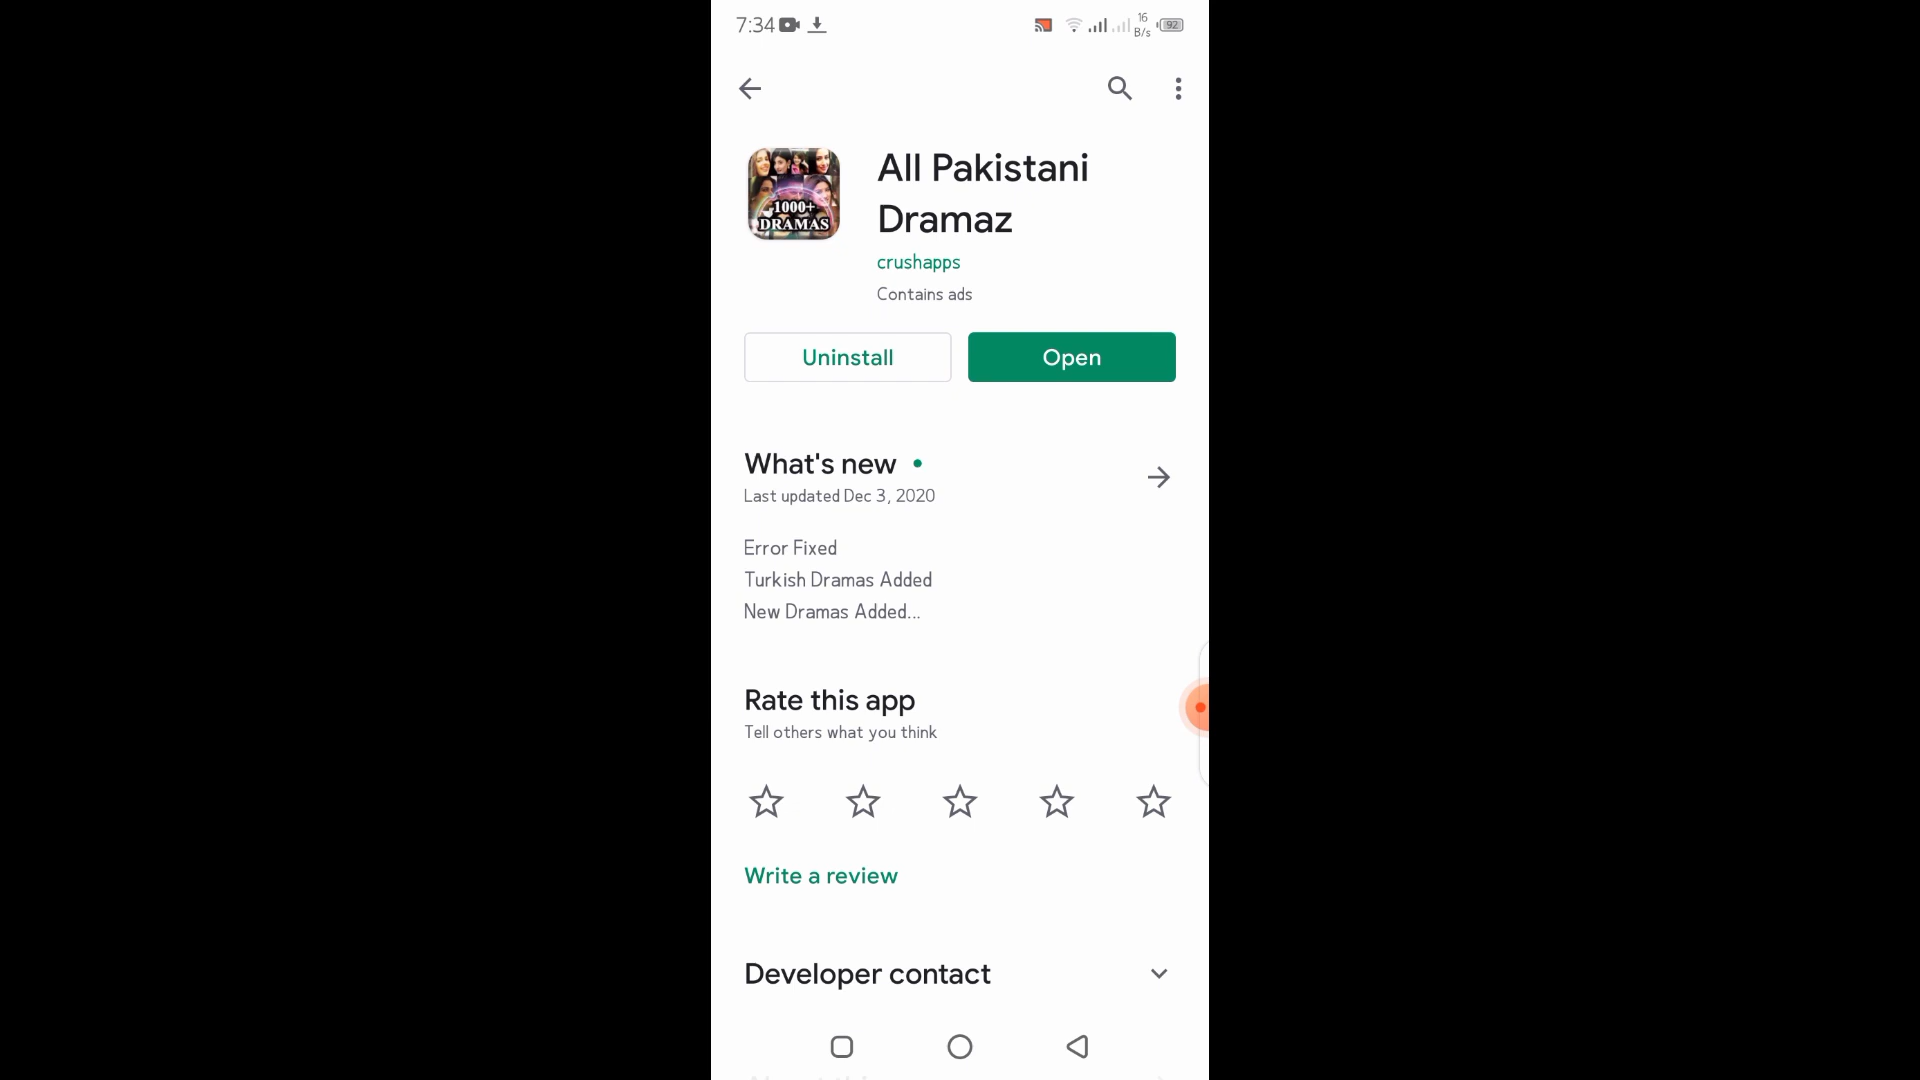 7:34
16
B/s
92
All Pakistani
Dramaz
1000+
DRAMAS
crushapps
Contains ads
Uninstall
Open
What's new
Last updated Dec 3, 2020
Error Fixed
Turkish Dramas Added
New Dramas Added...
Rate this app
Tell others what you think
Write a review
Developer contact